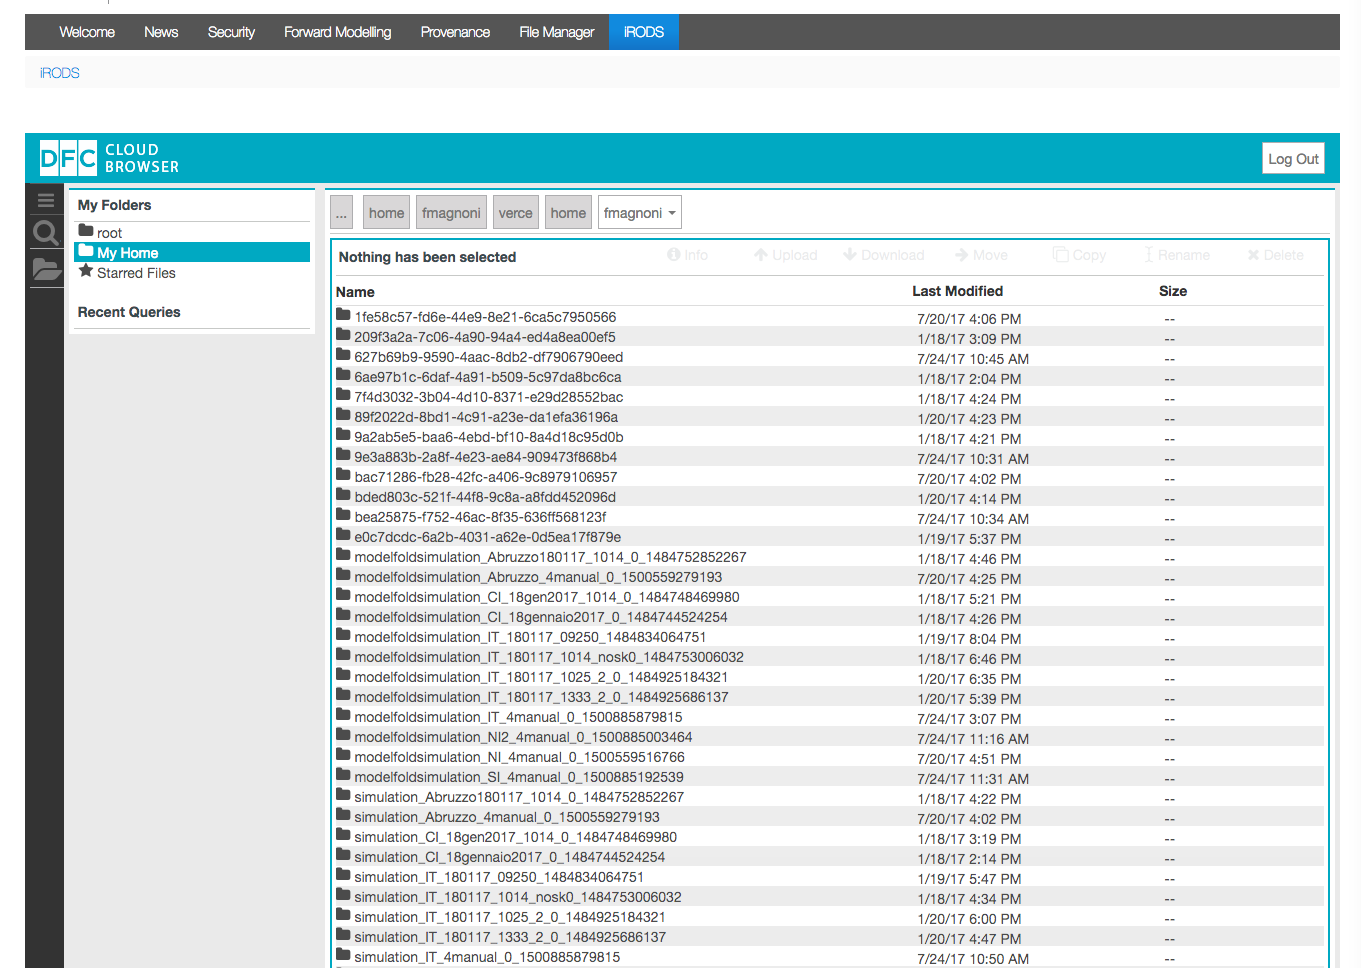 Welcome News Security Forward Modelling Provenance File Manager iRODS
iRODS
DFC CLOUD BROWSER Log Out
My Folders
root
My Home
Starred Files
Recent Queries
... home fmagnoni verce home fmagnoni
Nothing has been selected Info Upload Download Move Copy Rename Delete
Name Last Modified Size
1fe58c57-fd6e-44e9-8e21-6ca5c7950566 7/20/17 4:06 PM --
209f3a2a-7c06-4a90-94a4-ed4a8ea00ef5 1/18/17 3:09 PM --
627b69b9-9590-4aac-8db2-df7906790eed 7/24/17 10:45 AM --
6ae97b1c-6daf-4a91-b509-5c97da8bc6ca 1/18/17 2:04 PM --
7f4d3032-3b04-4d10-8371-e29d28552bac 1/18/17 4:24 PM --
89f2022d-8bd1-4c91-a23e-da1efa36196a 1/20/17 4:23 PM --
9a2ab5e5-baa6-4ebd-bf10-8a4d18c95d0b 1/18/17 4:21 PM --
9e3a883b-2a8f-4e23-ae84-909473f868b4 7/24/17 10:31 AM --
bac71286-fb28-42fc-a406-9c8979106957 7/20/17 4:02 PM --
bded803c-521f-44f8-9c8a-a8fdd452096d 1/20/17 4:14 PM --
bea25875-f752-46ac-8f35-636ff568123f 7/24/17 10:34 AM --
e0c7dcdc-6a2b-4031-a62e-0d5ea17f879e 1/19/17 5:37 PM --
modelfoldsimulation_Abruzzo180117_1014_0_1484752852267 1/18/17 4:46 PM --
modelfoldsimulation_Abruzzo_4manual_0_1500559279193 7/20/17 4:25 PM --
modelfoldsimulation_CI_18gen2017_1014_0_1484748469980 1/18/17 5:21 PM --
modelfoldsimulation_CI_18gennaio2017_0_1484744524254 1/18/17 4:26 PM --
modelfoldsimulation_IT_180117_09250_1484834064751 1/19/17 8:04 PM --
modelfoldsimulation_IT_180117_1014_nosk0_1484753006032 1/18/17 6:46 PM --
modelfoldsimulation_IT_180117_1025_2_0_1484925184321 1/20/17 6:35 PM --
modelfoldsimulation_IT_180117_1333_2_0_1484925686137 1/20/17 5:39 PM --
modelfoldsimulation_IT_4manual_0_1500885879815 7/24/17 3:07 PM --
modelfoldsimulation_NI2_4manual_0_1500885003464 7/24/17 11:16 AM --
modelfoldsimulation_NI_4manual_0_1500559516766 7/20/17 4:51 PM --
modelfoldsimulation_SI_4manual_0_1500885192539 7/24/17 11:31 AM --
simulation_Abruzzo180117_1014_0_1484752852267 1/18/17 4:22 PM --
simulation_Abruzzo_4manual_0_1500559279193 7/20/17 4:02 PM --
simulation_CI_18gen2017_1014_0_1484748469980 1/18/17 3:19 PM --
simulation_CI_18gennaio2017_0_1484744524254 1/18/17 2:14 PM --
simulation_IT_180117_09250_1484834064751 1/19/17 5:47 PM --
simulation_IT_180117_1014_nosk0_1484753006032 1/18/17 4:34 PM --
simulation_IT_180117_1025_2_0_1484925184321 1/20/17 6:00 PM --
simulation_IT_180117_1333_2_0_1484925686137 1/20/17 4:47 PM --
simulation_IT_4manual_0_1500885879815 7/24/17 10:50 AM --